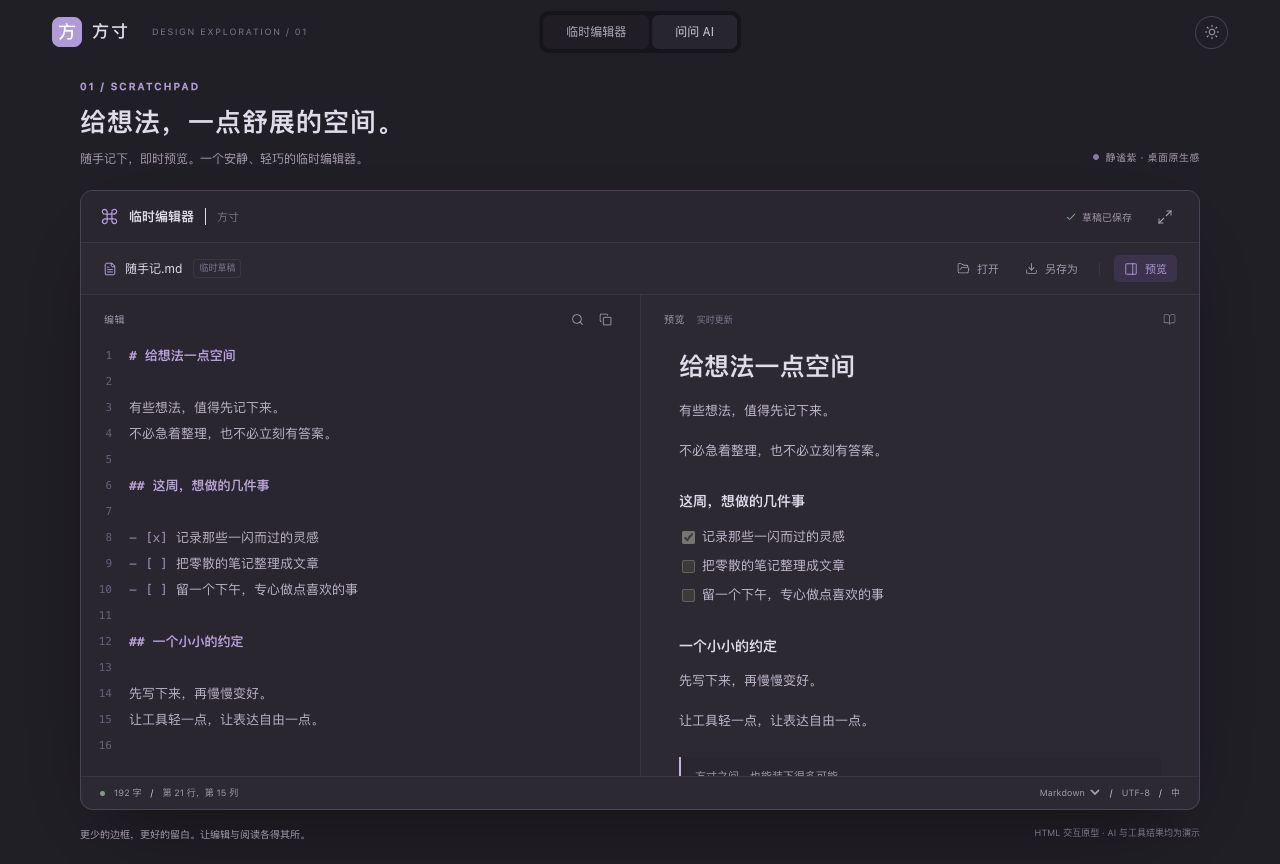 方 方寸 DESIGN EXPLORATION / 01 临时编辑器 问问 AI
01 / SCRATCHPAD
给想法，一点舒展的空间。
随手记下，即时预览。一个安静、轻巧的临时编辑器。
静谧紫 · 桌面原生感
临时编辑器 方寸 草稿已保存
随手记.md 临时草稿 打开 另存为 预览
编辑
1 # 给想法一点空间
2
3 有些想法，值得先记下来。
4 不必急着整理，也不必立刻有答案。
5
6 ## 这周，想做的几件事
7
8 - [x] 记录那些一闪而过的灵感
9 - [ ] 把零散的笔记整理成文章
10 - [ ] 留一个下午，专心做点喜欢的事
11
12 ## 一个小小的约定
13
14 先写下来，再慢慢变好。
15 让工具轻一点，让表达自由一点。
16
预览 实时更新
给想法一点空间
有些想法，值得先记下来。
不必急着整理，也不必立刻有答案。
这周，想做的几件事
记录那些一闪而过的灵感
把零散的笔记整理成文章
留一个下午，专心做点喜欢的事
一个小小的约定
先写下来，再慢慢变好。
让工具轻一点，让表达自由一点。
方寸之间，也能装下很多可能
192 字 / 第 21 行，第 15 列 Markdown / UTF-8 / 中
更少的边框，更好的留白。让编辑与阅读各得其所。
HTML 交互原型 · AI 与工具结果均为演示